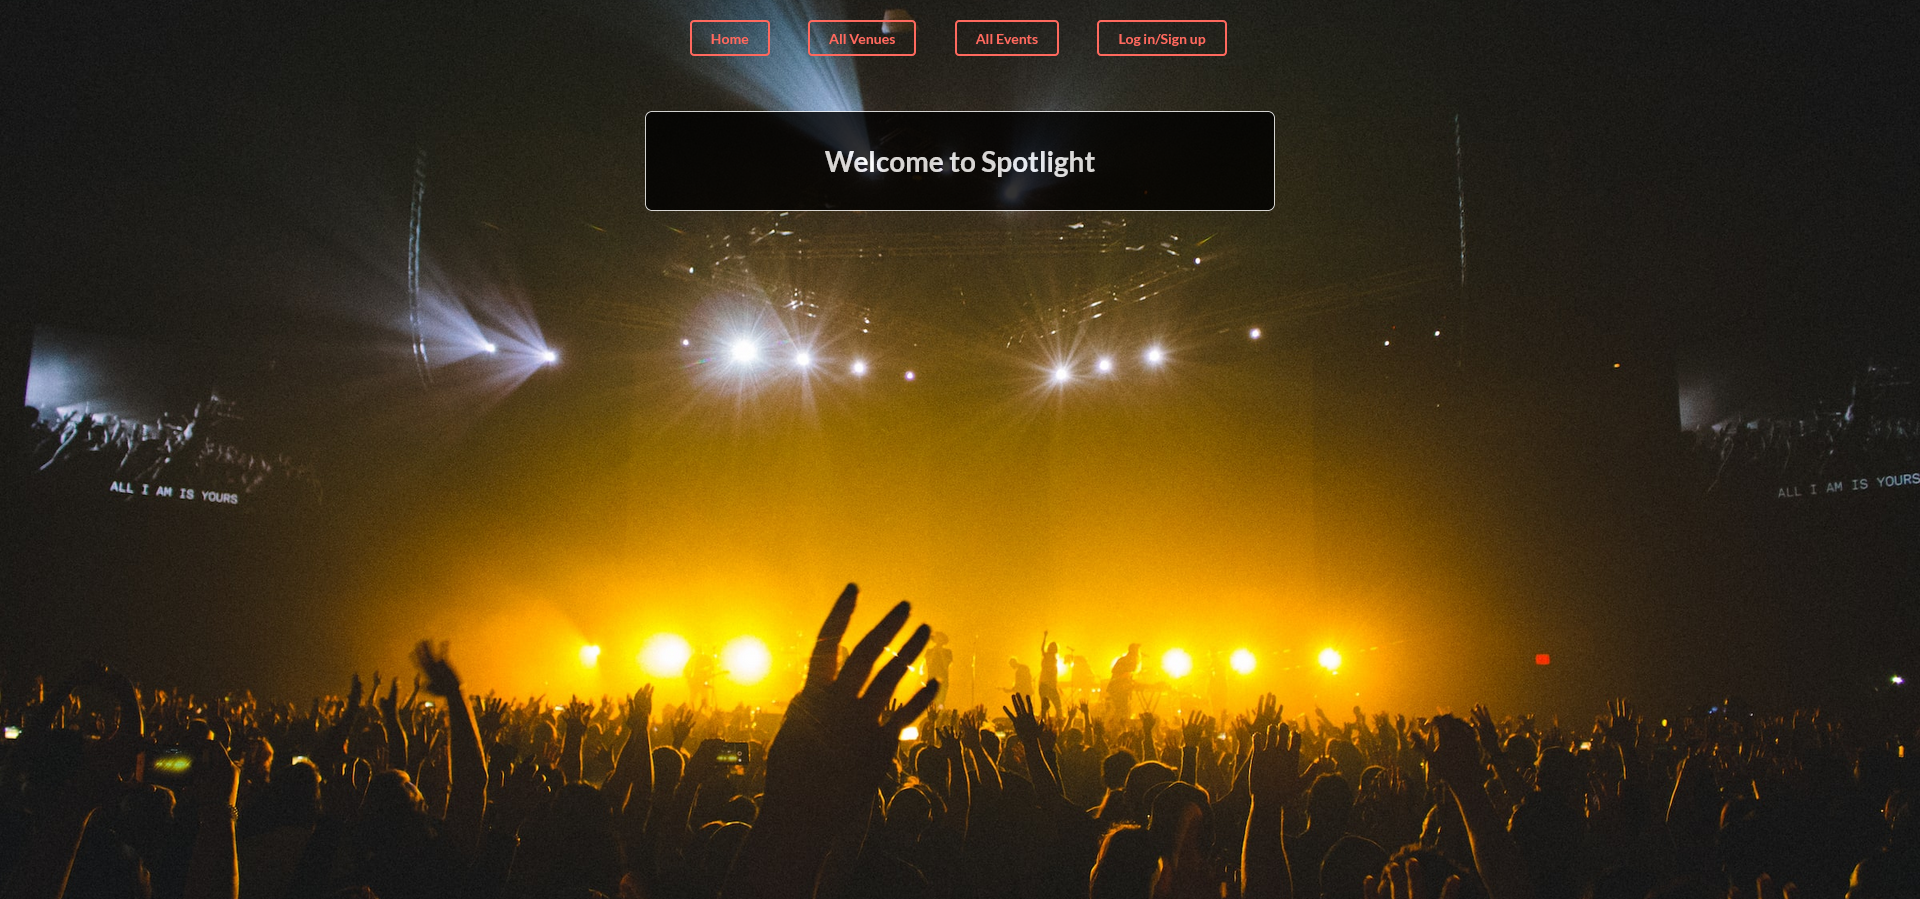 Home
All Venues
All Events
Log in/Sign up
Welcome to Spotlight
ALL I AM IS YOURS
ALL I AM IS YOURS